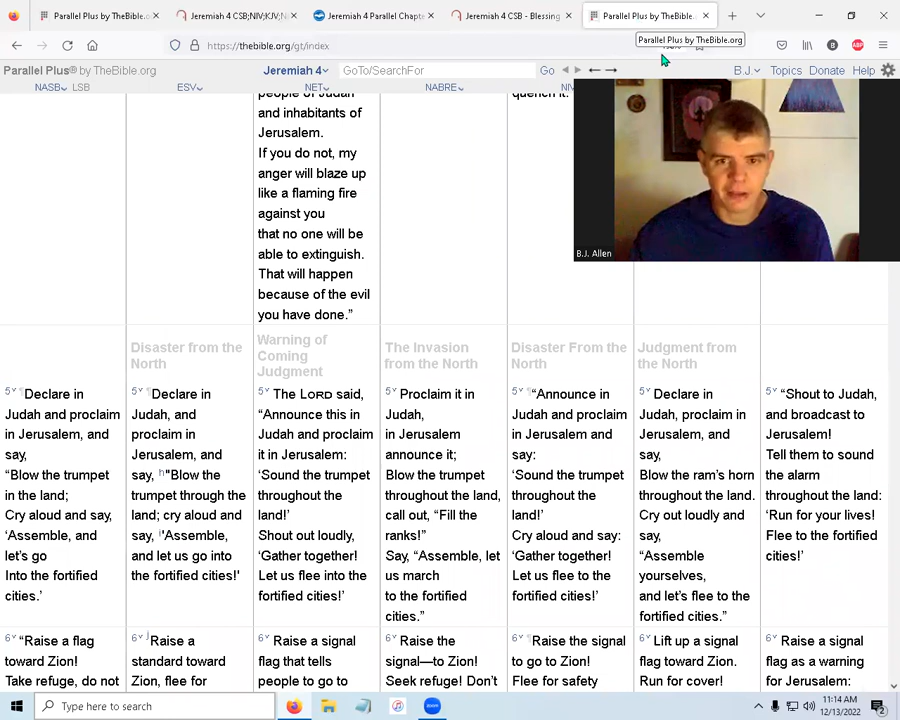 Parallel Plus by TheBible.
Jeremiah 4 CSB;NIV;KJV;N
Jeremiah 4 Parallel Chapte
Jeremiah 4 CSB - Blessing
Parallel Plus by TheBible.
Parallel Plus by TheBible.org
https://thebible.org/gt/index
Parallel Plus® by TheBible.org
Jeremiah 4
GoTo/SearchFor
Go
B.J.
Topics
Donate
Help
NASB
LSB
ESV
NET
NABRE
people of Judah
and inhabitants of
Jerusalem.
If you do not, my
anger will blaze up
like a flaming fire
against you
that no one will be
able to extinguish.
That will happen
because of the evil
you have done.”
quench it.
B.J. Allen
Disaster from the
North
Warning of
Coming
Judgment
The Invasion
from the North
Disaster From the
North
Judgment from
the North
5 ¶Declare in
Judah and proclaim
in Jerusalem, and
say,
“Blow the trumpet
in the land;
Cry aloud and say,
‘Assemble, and
let’s go
Into the fortified
cities.’
5 ¶Declare in
Judah, and
proclaim in
Jerusalem, and
say, h"Blow the
trumpet through the
land; cry aloud and
say, i'Assemble,
and let us go into
the fortified cities!'
5 The LORD said,
“Announce this in
Judah and proclaim
it in Jerusalem:
‘Sound the trumpet
throughout the
land!’
Shout out loudly,
‘Gather together!
Let us flee into the
fortified cities!’
5 Proclaim it in
Judah,
in Jerusalem
announce it;
Blow the trumpet
throughout the land,
call out, “Fill the
ranks!”
Say, “Assemble, let
us march
to the fortified
cities.”
5 ¶“Announce in
Judah and proclaim
in Jerusalem and
say:
‘Sound the trumpet
throughout the
land!’
Cry aloud and say:
‘Gather together!
Let us flee to the
fortified cities!’
5 Declare in
Judah, proclaim in
Jerusalem, and
say,
Blow the ram’s horn
throughout the land.
Cry out loudly and
say,
“Assemble
yourselves,
and let’s flee to the
fortified cities.”
5 “Shout to Judah,
and broadcast to
Jerusalem!
Tell them to sound
the alarm
throughout the land:
‘Run for your lives!
Flee to the fortified
cities!’
6 “Raise a flag
toward Zion!
Take refuge, do not
6 jRaise a
standard toward
Zion, flee for
6 Raise a signal
flag that tells
people to go to
6 Raise the
signal—to Zion!
Seek refuge! Don’t
6 ¶Raise the signal
to go to Zion!
Flee for safety
6 Lift up a signal
flag toward Zion.
Run for cover!
6 Raise a signal
flag as a warning
for Jerusalem:
Type here to search
11:14 AM
12/13/2022